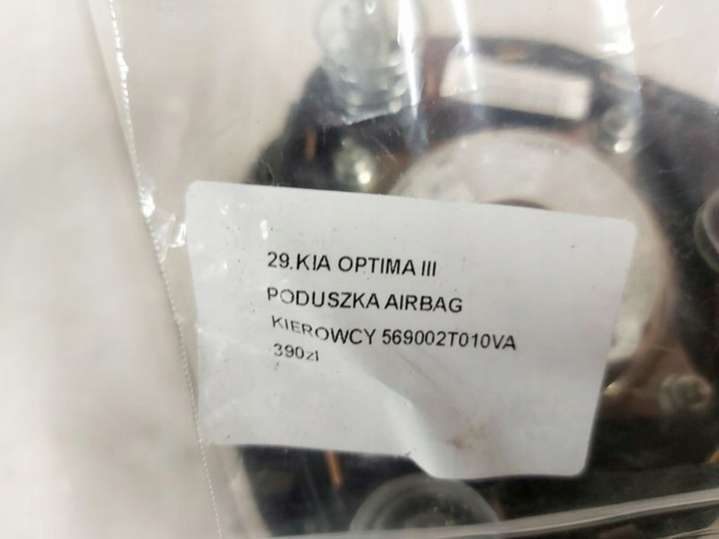 29.KIA OPTIMA III
PODUSZKA AIRBAG
KIEROWCY 569002T010VA
390zł